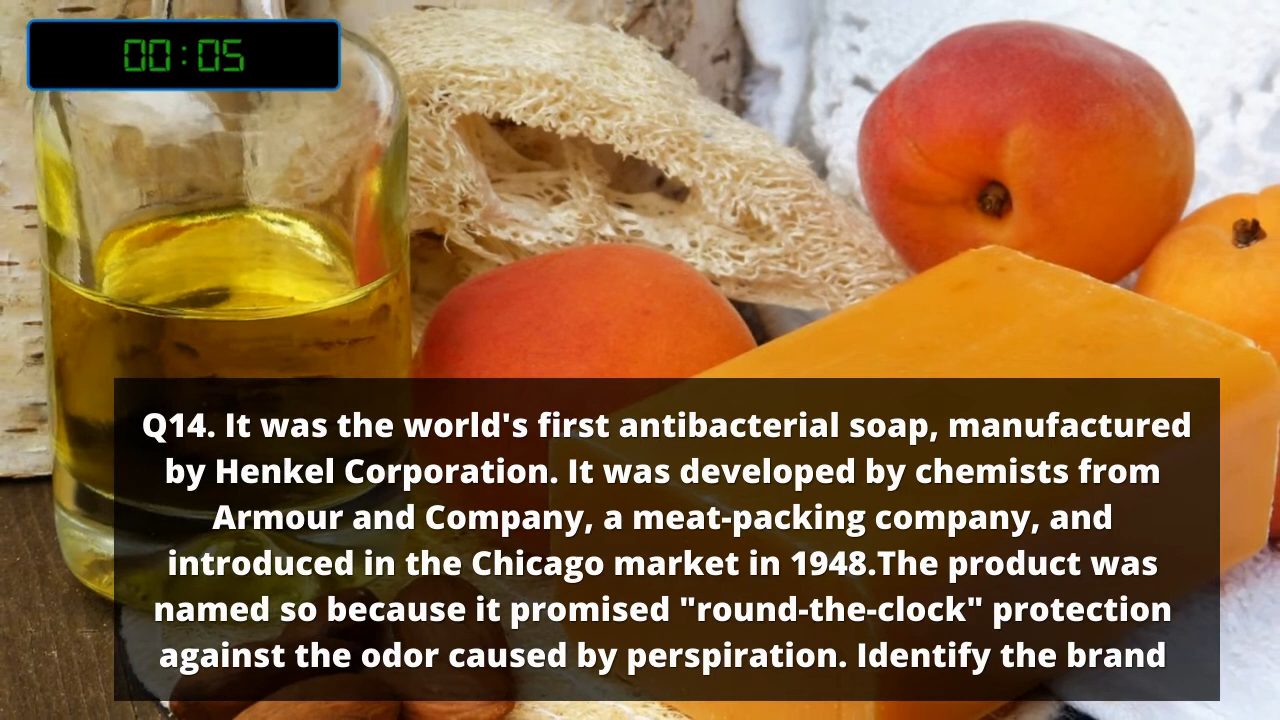 00:05
Q14. It was the world's first antibacterial soap, manufactured
by Henkel Corporation. It was developed by chemists from
Armour and Company, a meat-packing company, and
introduced in the Chicago market in 1948.The product was
named so because it promised "round-the-clock" protection
against the odor caused by perspiration. Identify the brand